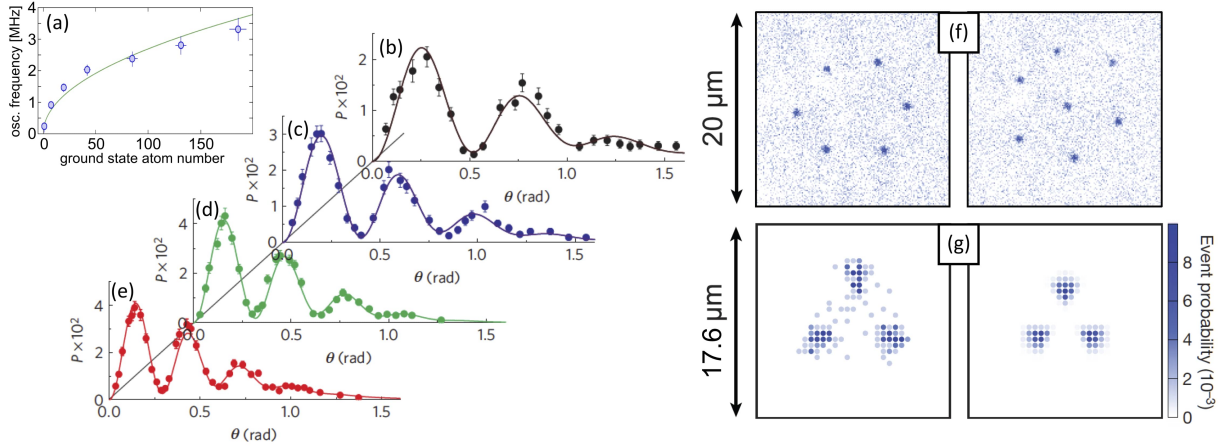 (a)
osc. frequency [MHz]
4
3
2
1
0
0 50 100 150
ground state atom number
(b)
P × 10²
2
1
0
0.0 0.5 1.0 1.5
θ (rad)
(c)
P × 10²
3
2
1
0
0.0 0.5 1.0 1.5
θ (rad)
(d)
P × 10²
4
2
0
0.0 0.5 1.0 1.5
θ (rad)
(e)
P × 10²
4
2
0
0.0 0.5 1.0 1.5
θ (rad)
(f)
20 μm
(g)
17.6 μm
8
6
4
2
0
Event probability (10⁻³)